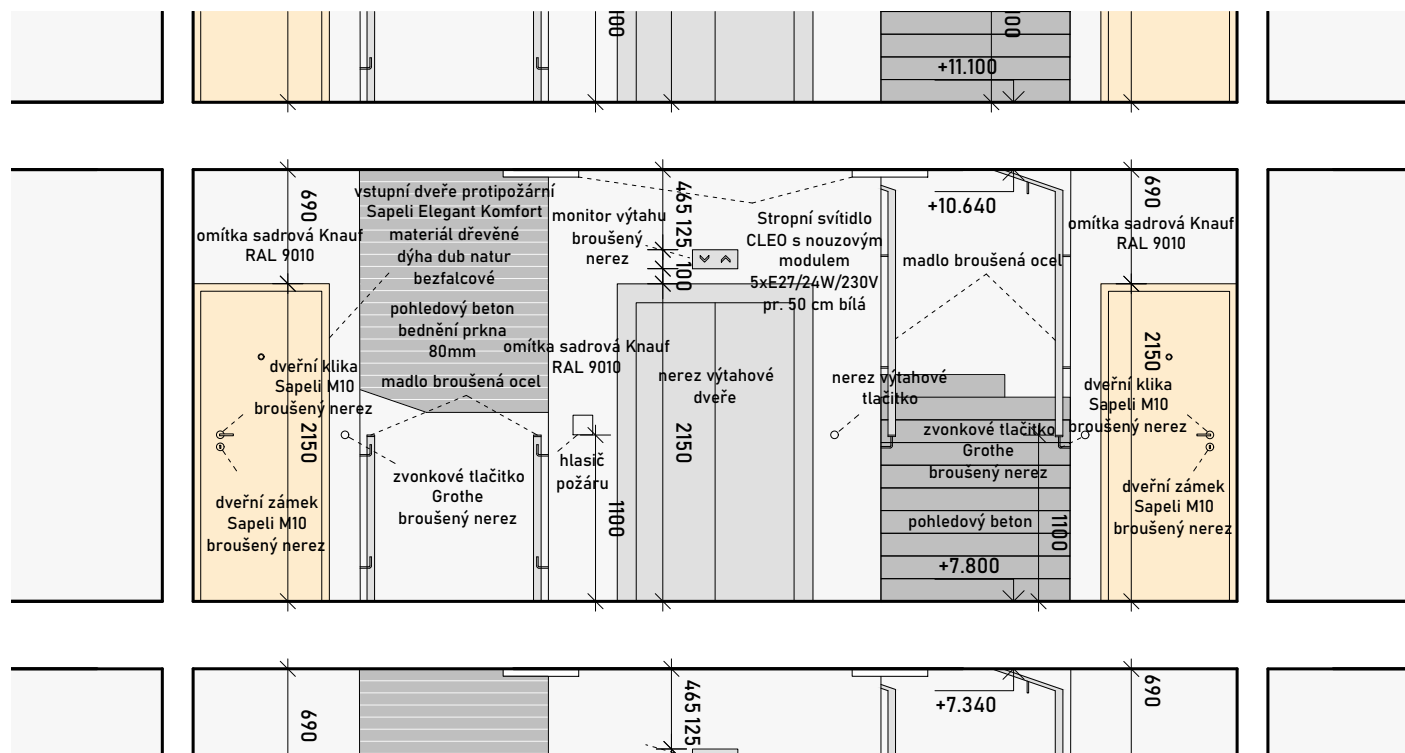 +11.100
690
vstupní dveře protipožární
Sapeli Elegant Komfort
materiál dřevěné
dýha dub natur
bezfalcové
pohledový beton
bednění prkna
80mm
madlo broušená ocel
omítka sadrová Knauf
RAL 9010
monitor výtahu
broušený
nerez
465
125
100
Stropní svítidlo
CLEO s nouzovým
modulem
5xE27/24W/230V
pr. 50 cm bílá
+10.640
madlo broušená ocel
690
omítka sadrová Knauf
RAL 9010
dveřní klika
Sapeli M10
broušený nerez
2150
omítka sadrová Knauf
RAL 9010
nerez výtahové
dveře
2150
nerez výtahové
tlačítko
2150
dveřní klika
Sapeli M10
broušený nerez
zvonkové tlačitko
Grothe
broušený nerez
hlasič
požáru
1100
zvonkové tlačitko
Grothe
broušený nerez
pohledový beton
1100
+7.800
dveřní zámek
Sapeli M10
broušený nerez
dveřní zámek
Sapeli M10
broušený nerez
690
465
125
+7.340
690